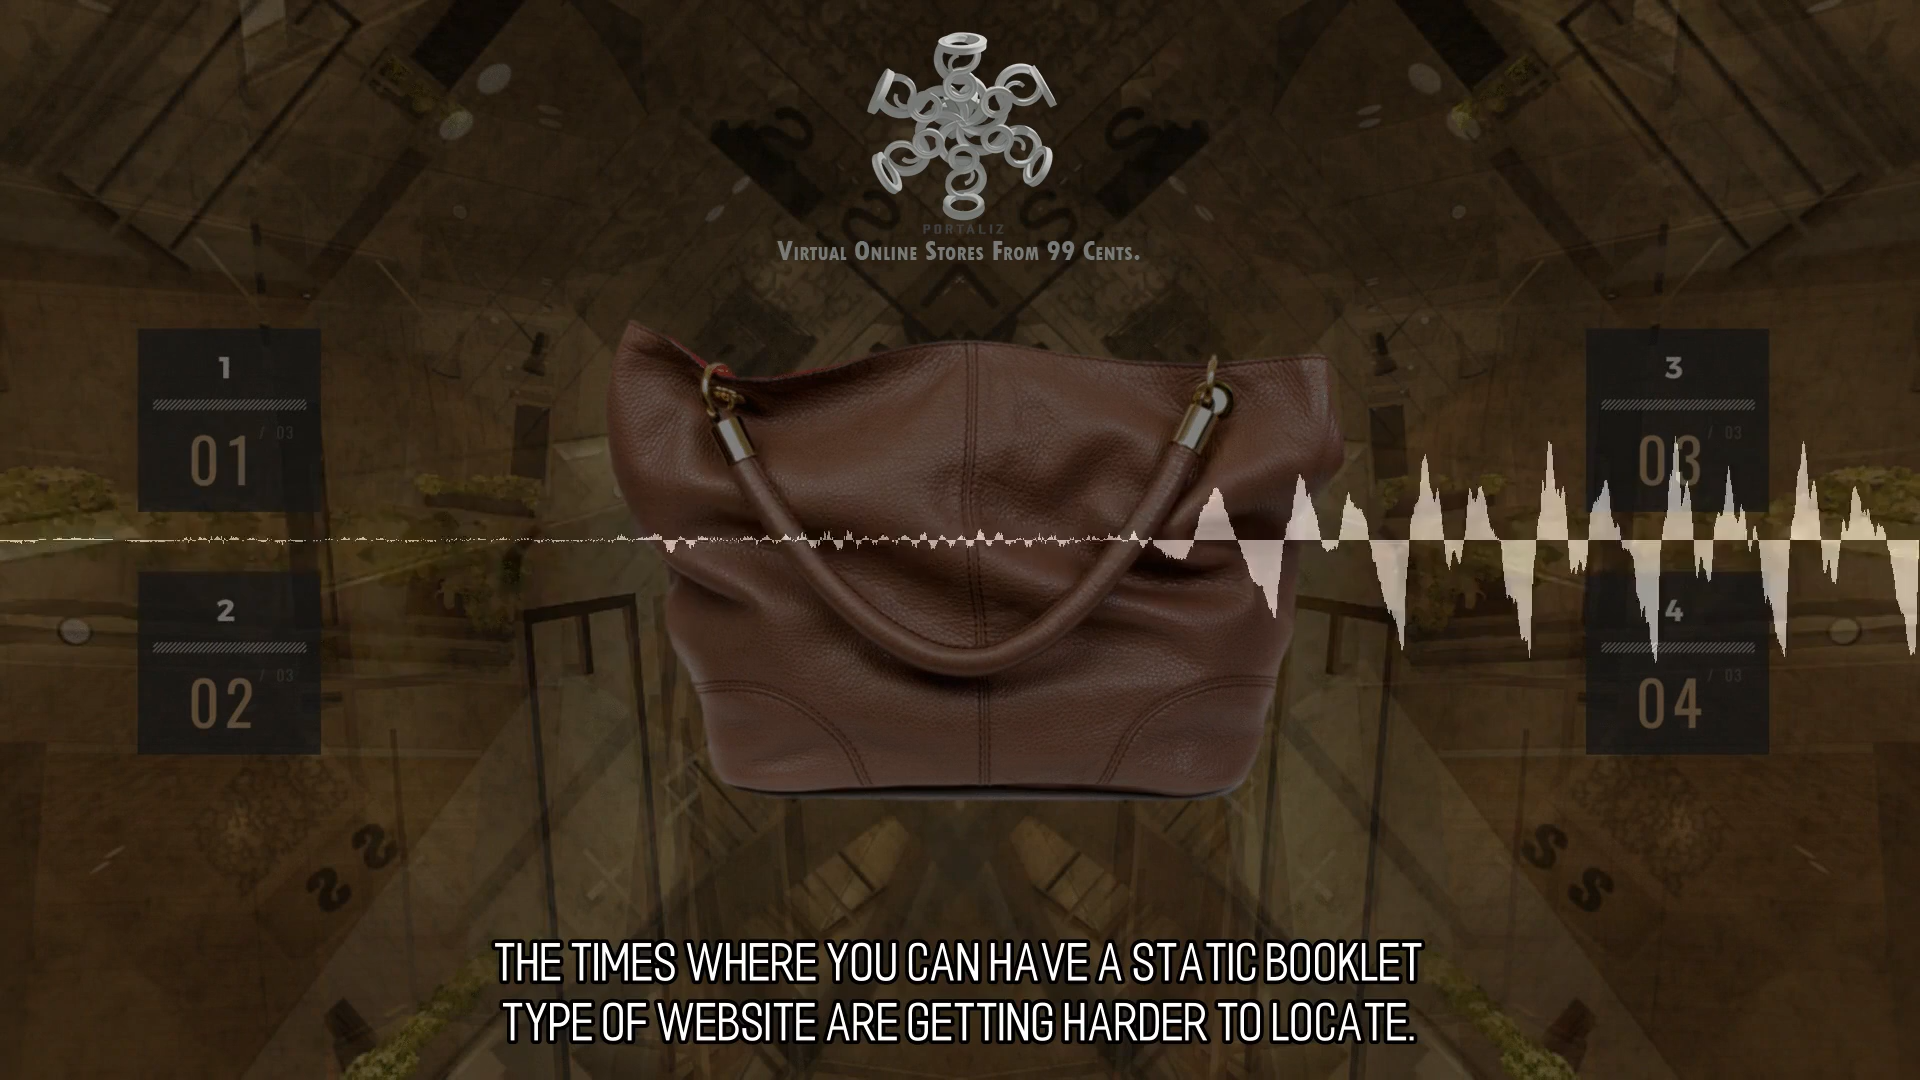 PORTALIZ
VIRTUAL ONLINE STORES FROM 99 CENTS.
1
/ 03
01
2
/ 03
02
3
/ 03
03
4
/ 03
04
S S
S S
THE TIMES WHERE YOU CAN HAVE A STATIC BOOKLET
TYPE OF WEBSITE ARE GETTING HARDER TO LOCATE.